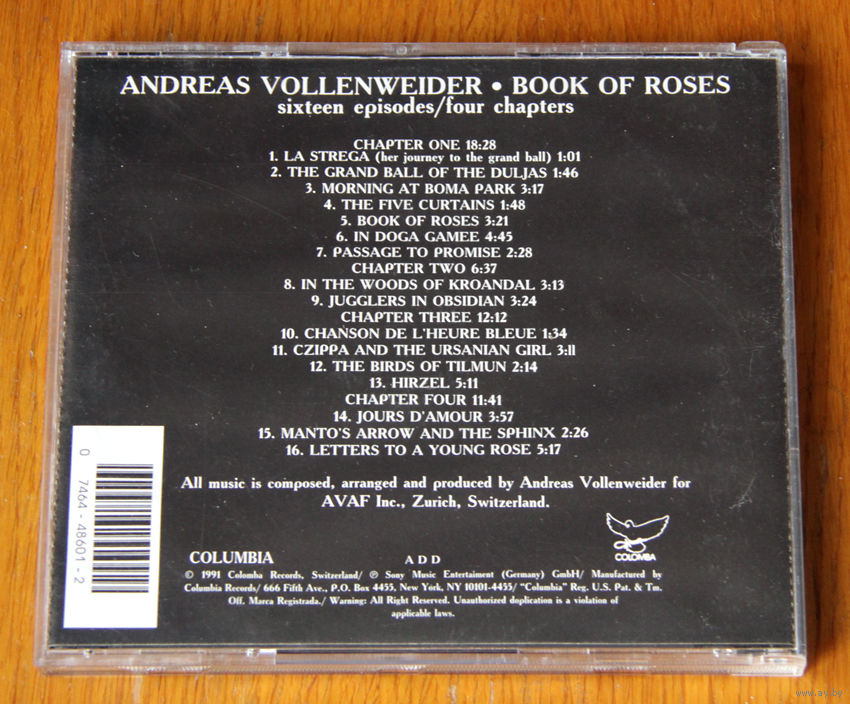 ANDREAS VOLLENWEIDER • BOOK OF ROSES
sixteen episodes/four chapters
CHAPTER ONE 18:28
1. LA STREGA (her journey to the grand ball) 1:01
2. THE GRAND BALL OF THE DULJAS 1:46
3. MORNING AT BOMA PARK 3:17
4. THE FIVE CURTAINS 1:48
5. BOOK OF ROSES 3:21
6. IN DOGA GAMEE 4:45
7. PASSAGE TO PROMISE 2:28
CHAPTER TWO 6:37
8. IN THE WOODS OF KROANDAL 3:13
9. JUGGLERS IN OBSIDIAN 3:24
CHAPTER THREE 12:12
10. CHANSON DE L'HEURE BLEUE 1:34
11. CZIPPA AND THE URSANIAN GIRL 3:11
12. THE BIRDS OF TILMUN 2:14
13. HIRZEL 5:11
CHAPTER FOUR 11:41
14. JOURS D'AMOUR 3:57
15. MANTO'S ARROW AND THE SPHINX 2:26
16. LETTERS TO A YOUNG ROSE 5:17
All music is composed, arranged and produced by Andreas Vollenweider for
AVAF Inc., Zurich, Switzerland.
COLOMBA
COLUMBIA
A D D
© 1991 Colomba Records, Switzerland/ ℗ Sony Music Entertaiment (Germany) GmbH/ Manufactured by
Columbia Records/ 666 Fifth Ave., P.O. Box 4455, New York, NY 10101-4455/ "Columbia" Reg. U.S. Pat. & Tm.
Off. Marca Registrada./ Warning: All Right Reserved. Unauthorized duplication is a violation of
applicable laws.
0 7464-48601-2
www.ay.by